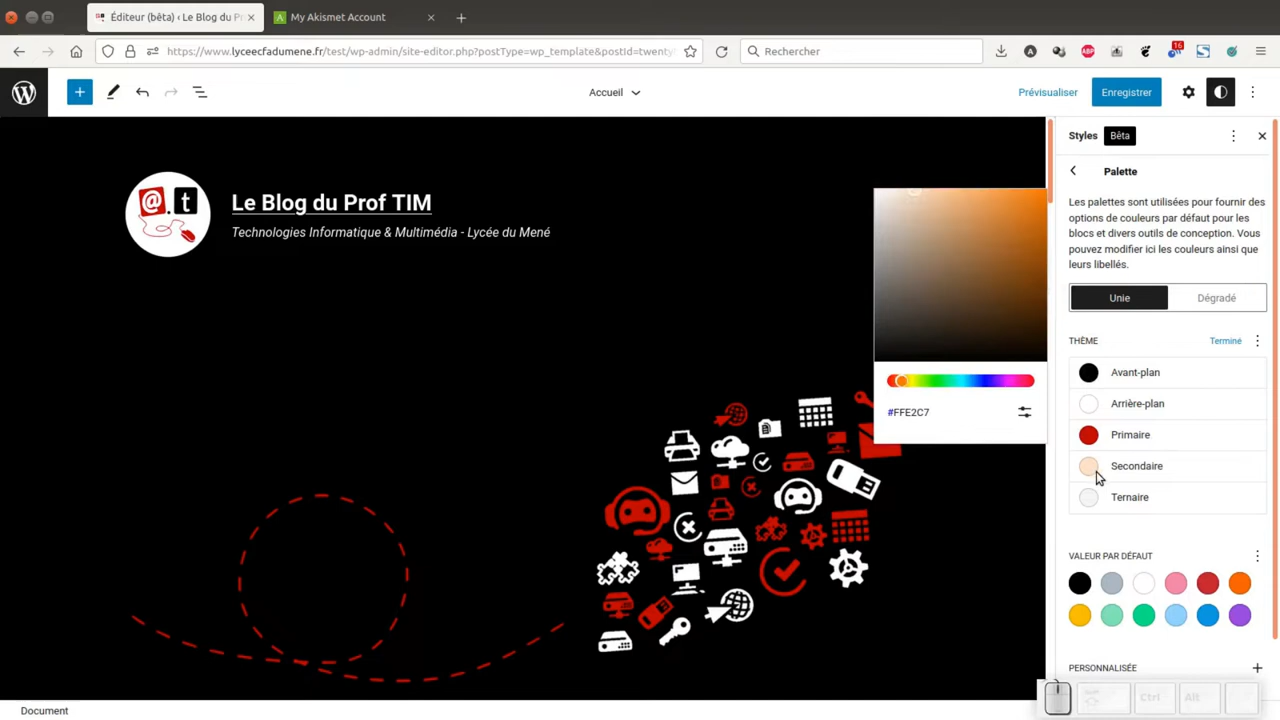 Éditeur (bêta) ‹ Le Blog du P
My Akismet Account
https://www.lyceecfadumene.fr/test/wp-admin/site-editor.php?postType=wp_template&postId=twenty
Rechercher
16
ABP
Accueil
Prévisualiser
Enregistrer
Styles
Bêta
Palette
Les palettes sont utilisées pour fournir des
options de couleurs par défaut pour les
blocs et divers outils de conception. Vous
pouvez modifier ici les couleurs ainsi que
leurs libellés.
Unie
Dégradé
THÈME
Terminé
Avant-plan
Arrière-plan
Primaire
Secondaire
Ternaire
VALEUR PAR DÉFAUT
PERSONNALISÉE
@.t
Le Blog du Prof TIM
Technologies Informatique & Multimédia - Lycée du Mené
#FFE2C7
Document
Ctrl
Alt